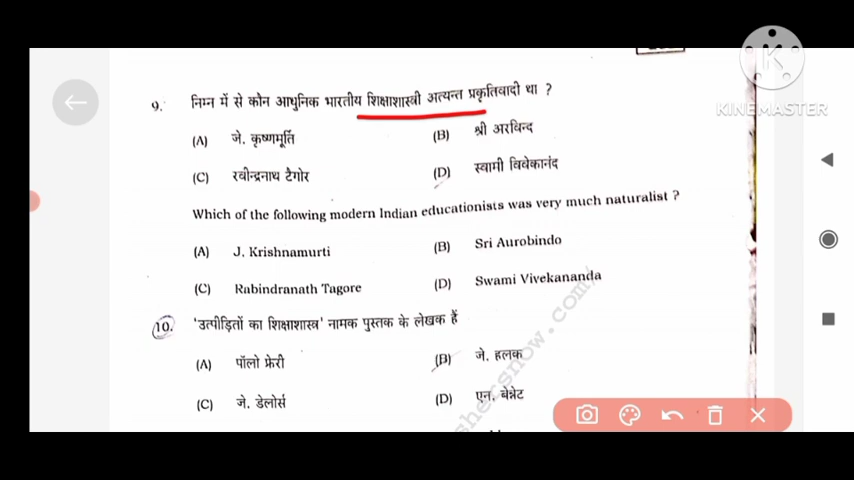 KINEMASTER
9. निम्न में से कौन आधुनिक भारतीय शिक्षाशास्त्री अत्यन्त प्रकृतिवादी था ?
(A) जे. कृष्णमूर्ति (B) श्री अरविन्द
(C) रवीन्द्रनाथ टैगोर (D) स्वामी विवेकानंद
Which of the following modern Indian educationists was very much naturalist ?
(A) J. Krishnamurti (B) Sri Aurobindo
(C) Rabindranath Tagore (D) Swami Vivekananda
10. 'उत्पीड़ितों का शिक्षाशास्त्र' नामक पुस्तक के लेखक हैं
(A) पॉलो फ्रेरी (B) जे. हलक
(C) जे. डेलोर्स (D) एन. बेन्नेट